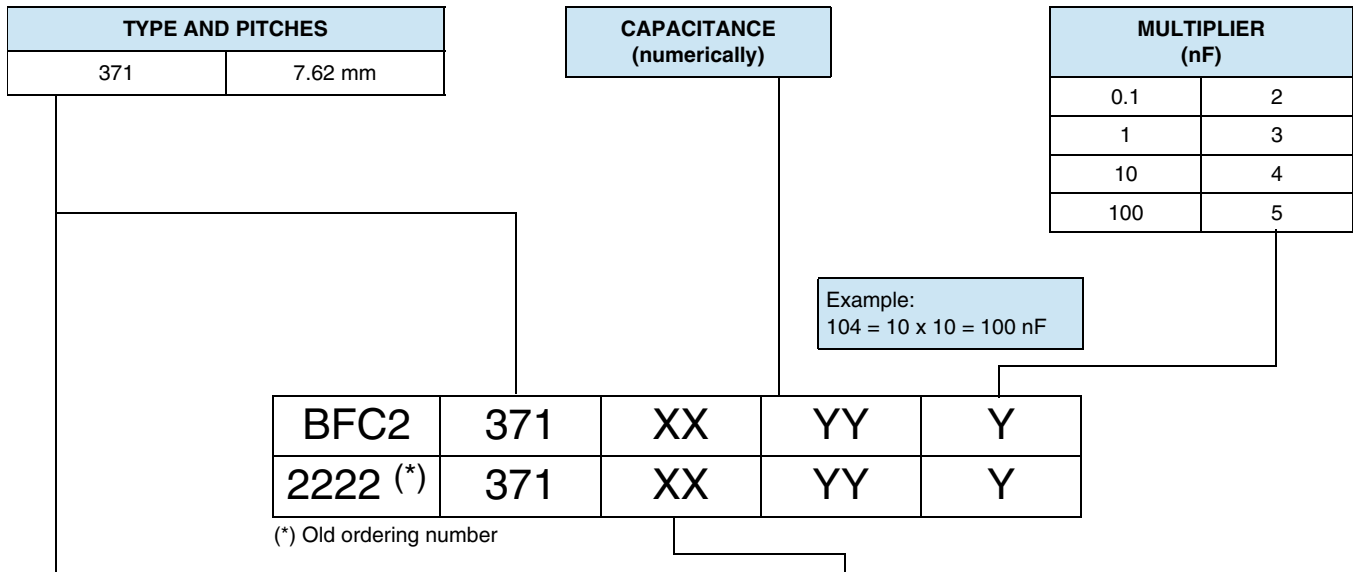 TYPE AND PITCHES
371 7.62 mm
CAPACITANCE
(numerically)
MULTIPLIER
(nF)
0.1 2
1 3
10 4
100 5
Example:
104 = 10 x 10 = 100 nF
BFC2 371 XX YY Y
2222 (*) 371 XX YY Y
(*) Old ordering number